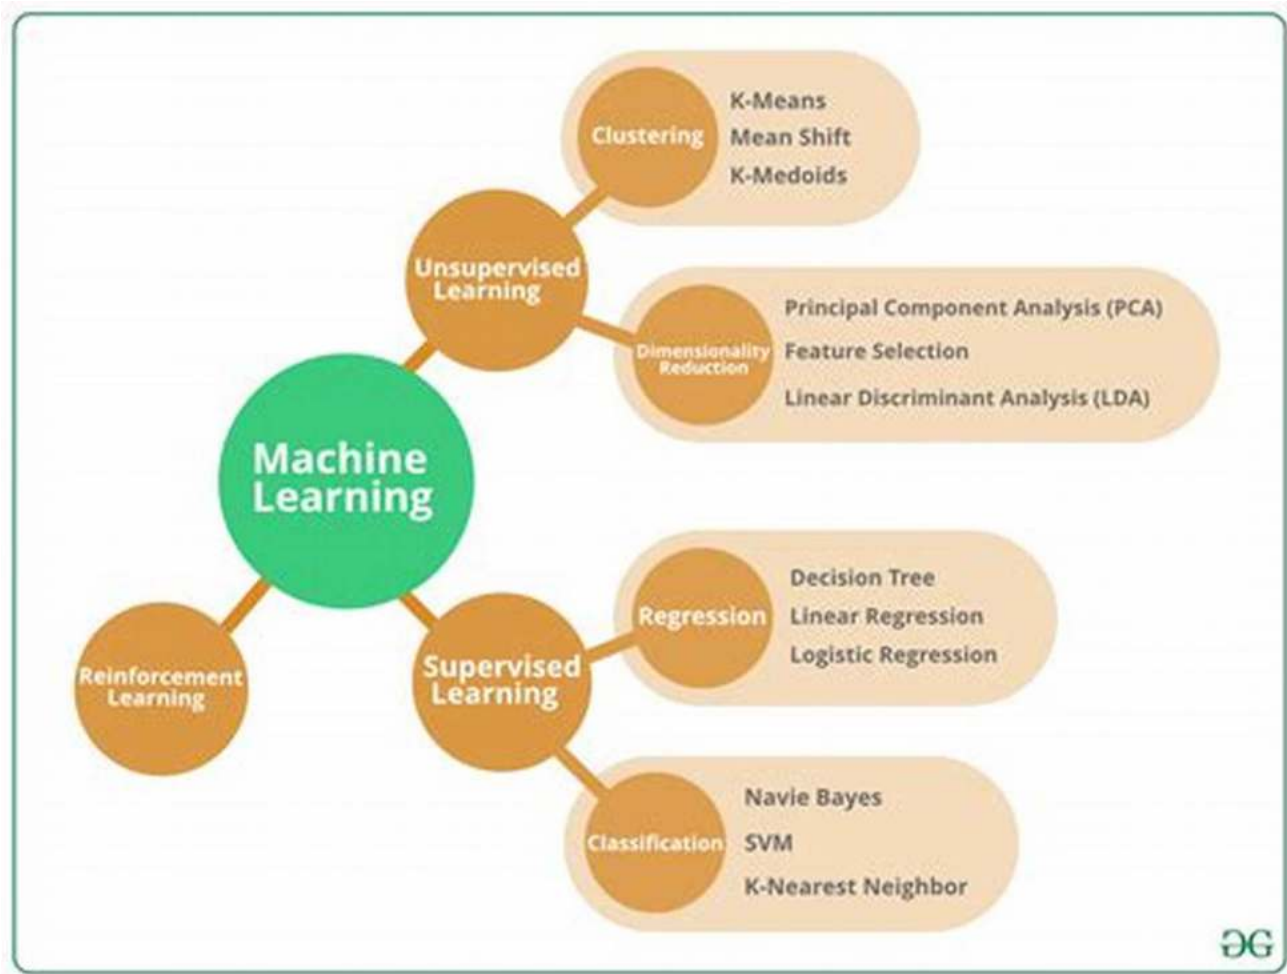 Clustering
K-Means
Mean Shift
K-Medoids
Unsupervised
Learning
Dimensionality
Reduction
Principal Component Analysis (PCA)
Feature Selection
Linear Discriminant Analysis (LDA)
Machine
Learning
Reinforcement
Learning
Supervised
Learning
Regression
Decision Tree
Linear Regression
Logistic Regression
Classification
Navie Bayes
SVM
K-Nearest Neighbor